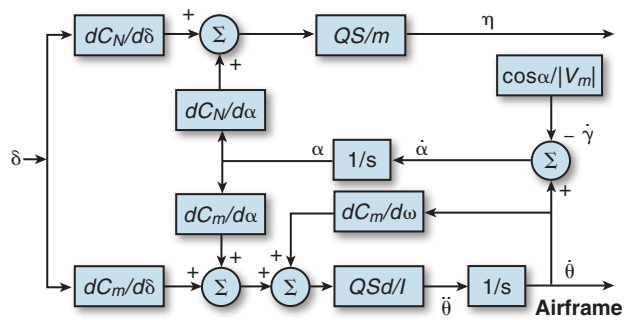 dC_N/dδ
+
Σ
QS/m
η
+
cosα/|V_m|
dC_N/dα
δ
α
1/s
α̇
− γ̇
Σ
+
dC_m/dα
dC_m/dω
+
+
+
Σ
+
Σ
dC_m/dδ
+
QSd/I
θ̈
1/s
θ̇
Airframe